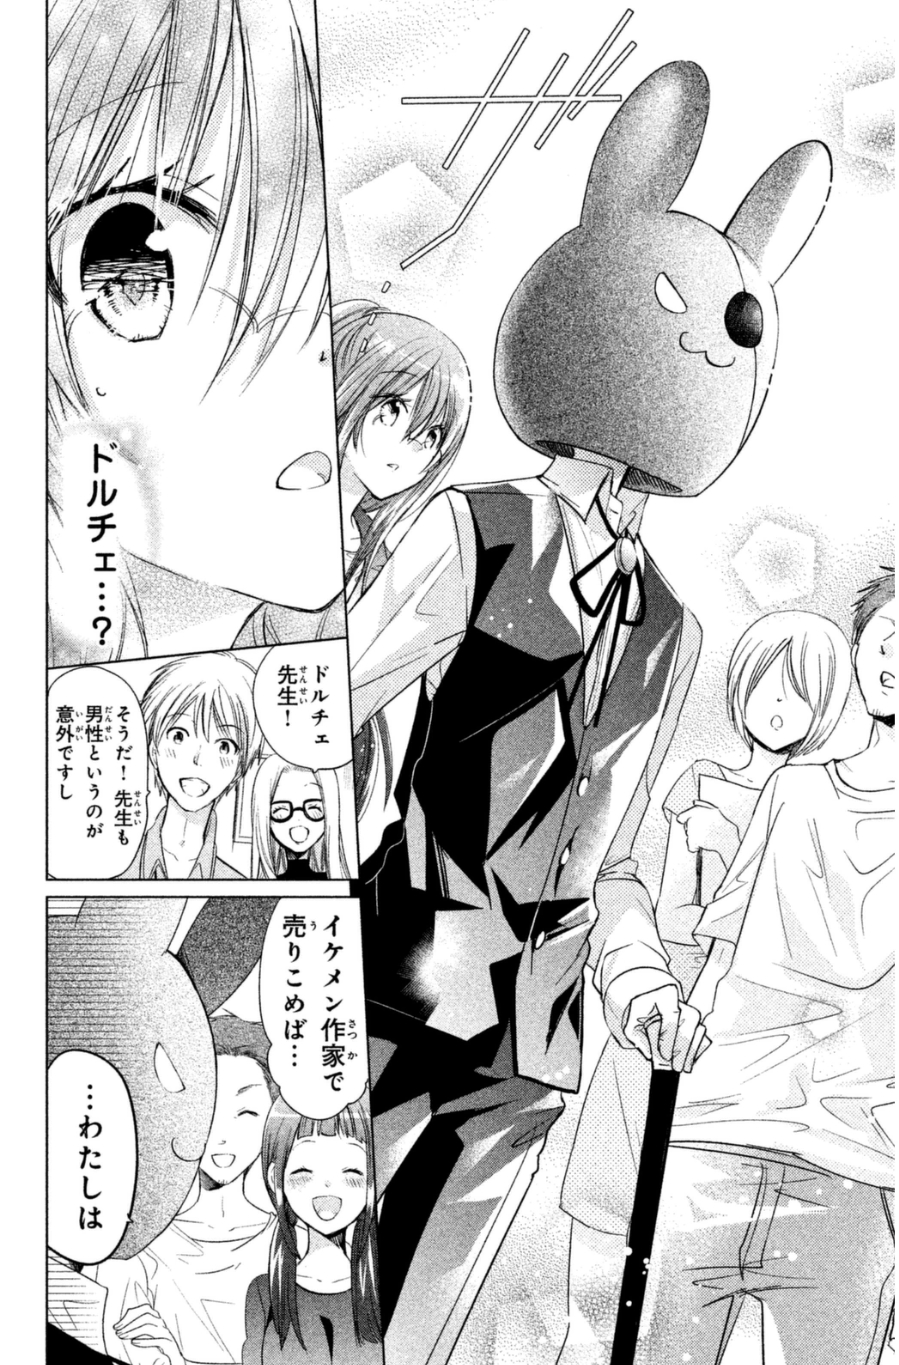 ザッ
ドルチェ…?
ドルチェ
先生!
そうだ!先生も
男性というのが
意外ですし
イケメン作家で
売りこめば…
…わたしは